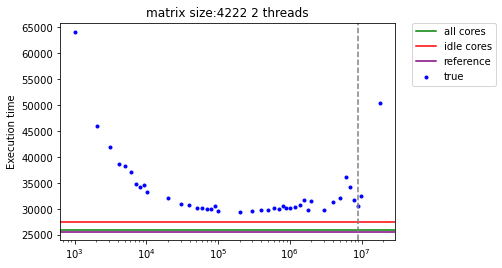 matrix size:4222 2 threads
all cores
idle cores
reference
true
Execution time
65000
60000
55000
50000
45000
40000
35000
30000
25000
10³ 10⁴ 10⁵ 10⁶ 10⁷